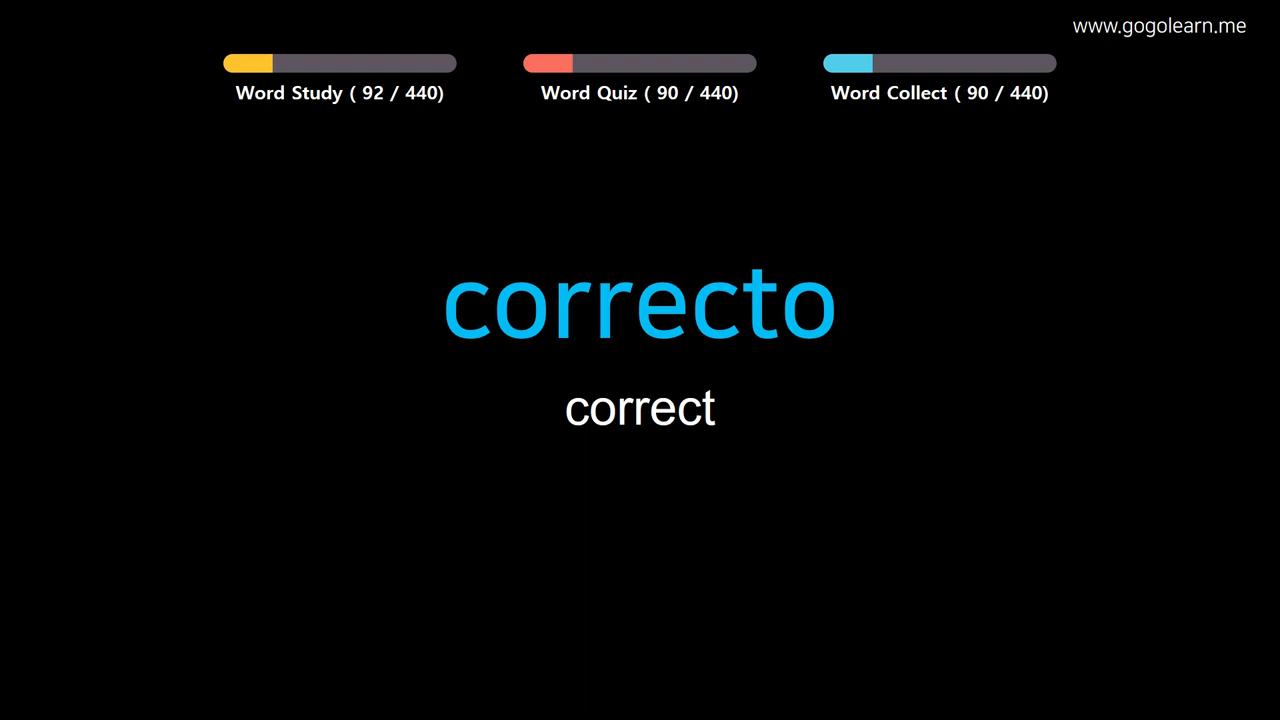 www.gogolearn.me
Word Study ( 92 / 440)
Word Quiz ( 90 / 440)
Word Collect ( 90 / 440)
correcto
correct